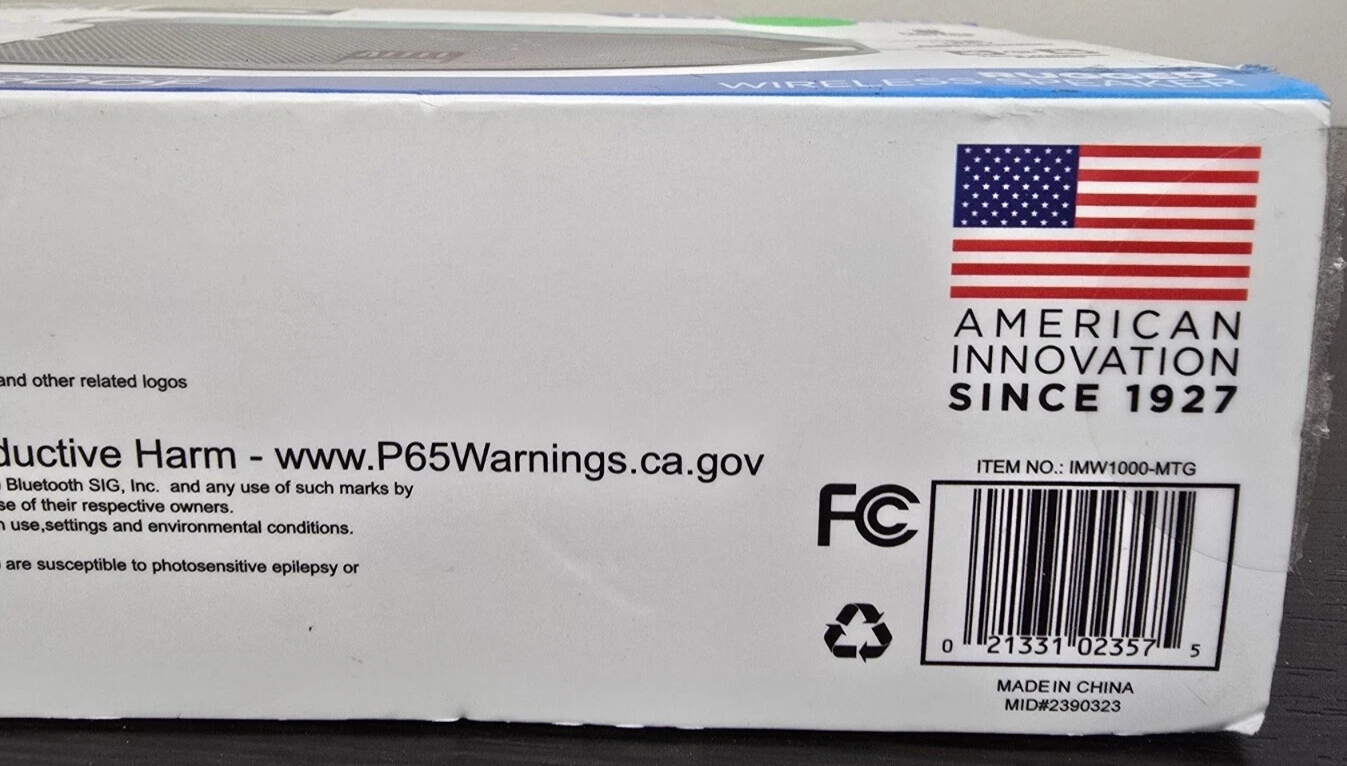 WIRELESS SPEAKER
RUGGED
AMERICAN
INNOVATION
SINCE 1927
and other related logos
ductive Harm - www.P65Warnings.ca.gov
Bluetooth SIG, Inc. and any use of such marks by
se of their respective owners.
n use,settings and environmental conditions.
are susceptible to photosensitive epilepsy or
ITEM NO.: IMW1000-MTG
FC
0 21331 02357 5
MADE IN CHINA
MID#2390323